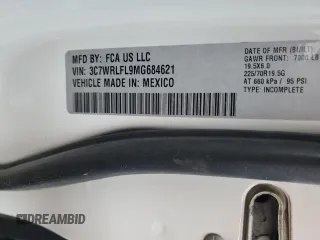 MFD BY: FCA US LLC
VIN: 3C7WRLFL9MG684621
VEHICLE MADE IN: MEXICO
DATE OF MFR
GAWR FRONT: LB
19.5X6.0
225/70R19.5G
AT 660 kPa / 95 PSI
TYPE: INCOMPLETE
DREAMBID